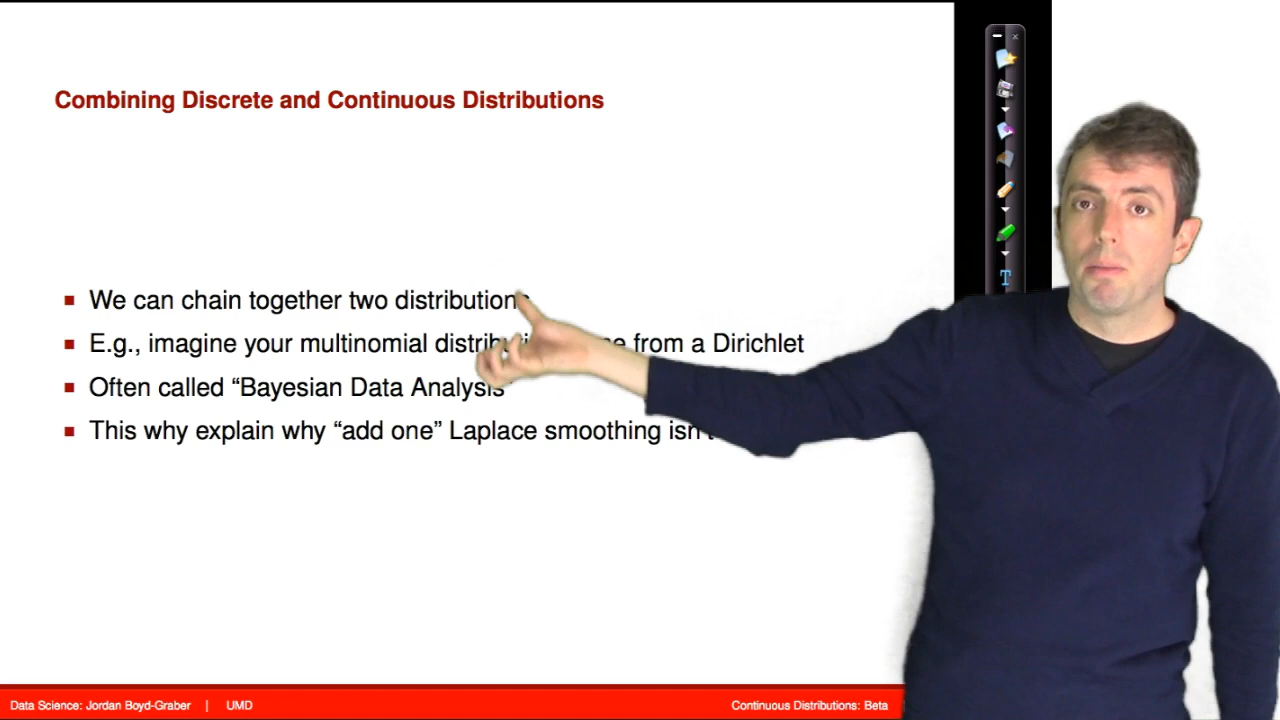 Combining Discrete and Continuous Distributions
We can chain together two distributions
E.g., imagine your multinomial from a Dirichlet
Often called “Bayesian Data Analysis”
This why explain why “add one” Laplace smoothing isn't
Data Science: Jordan Boyd-Graber | UMD
Continuous Distributions: Beta
T